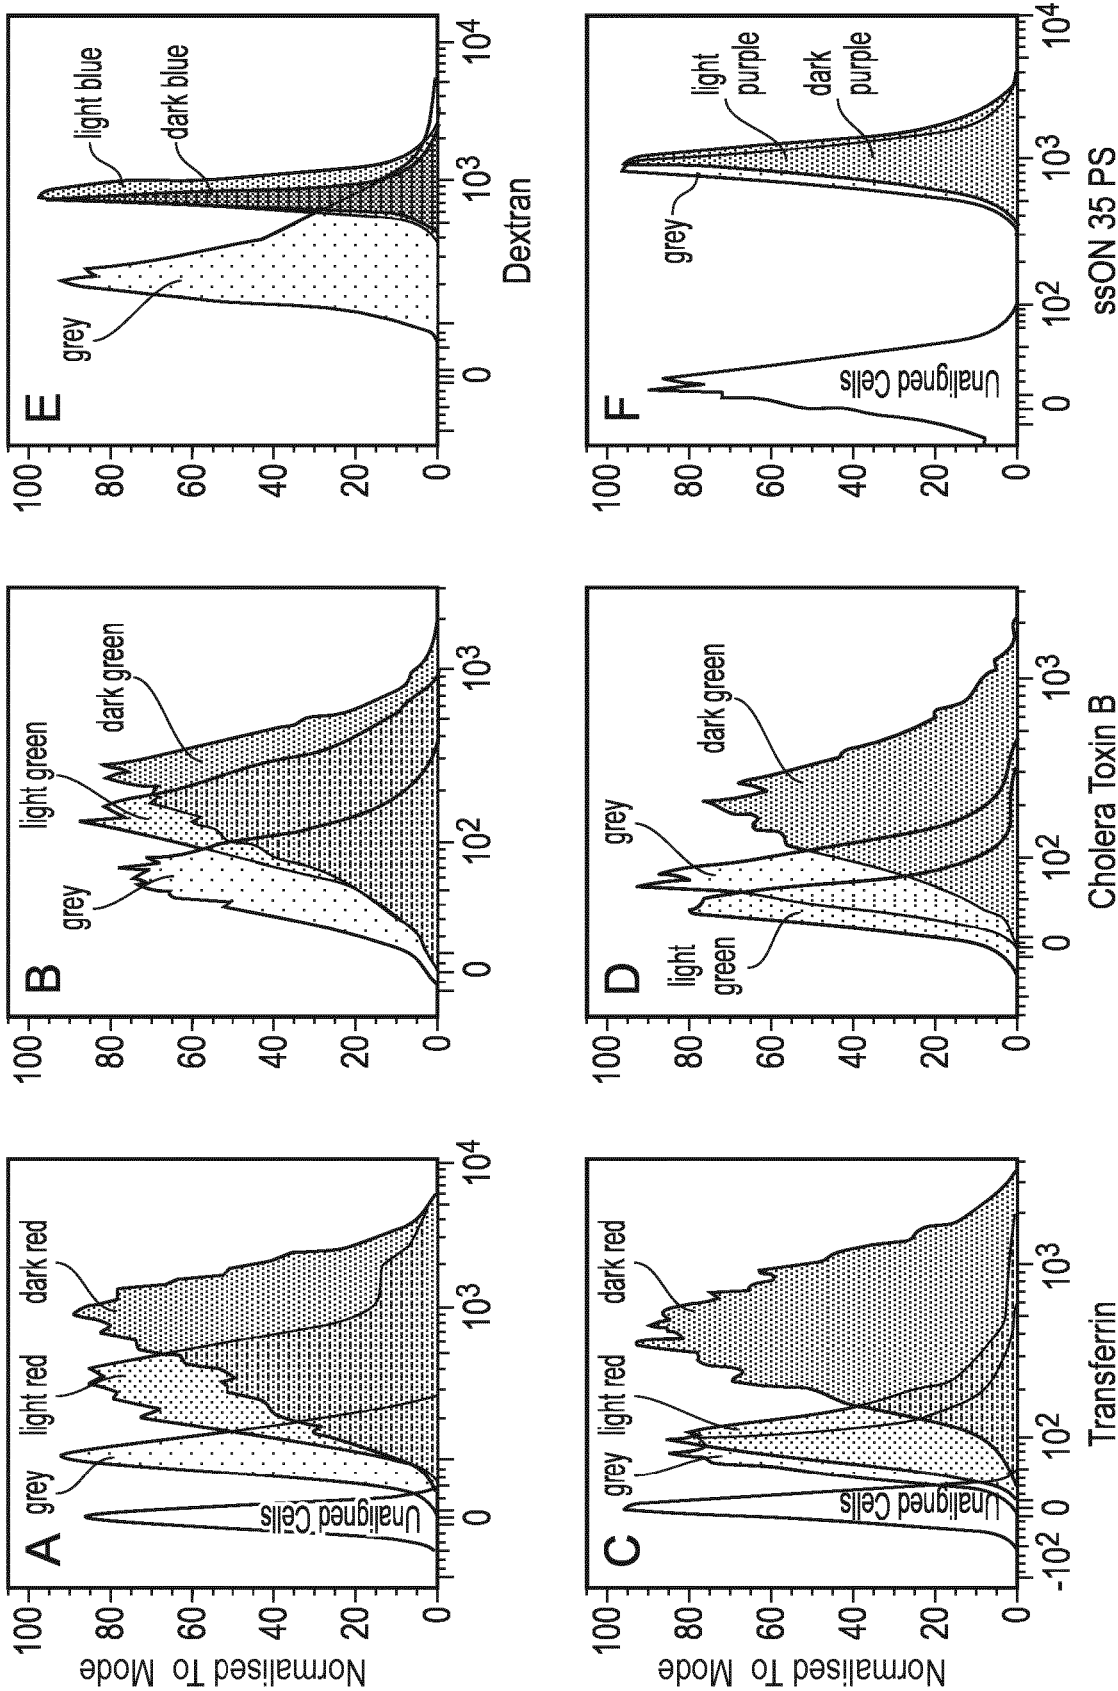 A
100
80
60
40
20
0
Normalised To Mode
grey
light red
dark red
Unaligned Cells
0
10³
10⁴
B
100
80
60
40
20
0
grey
light green
dark green
0
10²
10³
E
100
80
60
40
20
0
grey
light blue
dark blue
0
10³
10⁴
Dextran
C
100
80
60
40
20
0
Normalised To Mode
grey
light red
dark red
Unaligned Cells
-10²
0
10²
10³
Transferrin
D
100
80
60
40
20
0
light
green
grey
dark green
0
10²
10³
Cholera Toxin B
F
100
80
60
40
20
0
grey
light
purple
dark
purple
Unaligned Cells
0
10²
10³
10⁴
ssON 35 PS